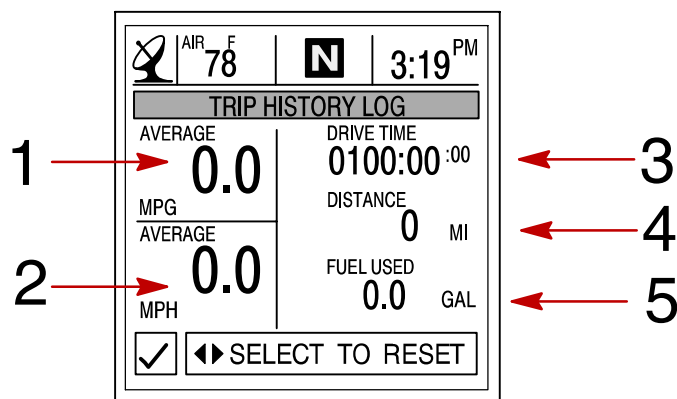 AIR 78 F N 3:19 PM
TRIP HISTORY LOG
AVERAGE
0.0
MPG
AVERAGE
0.0
MPH
DRIVE TIME
0100:00 :00
DISTANCE
0 MI
FUEL USED
0.0 GAL
SELECT TO RESET
1
2
3
4
5